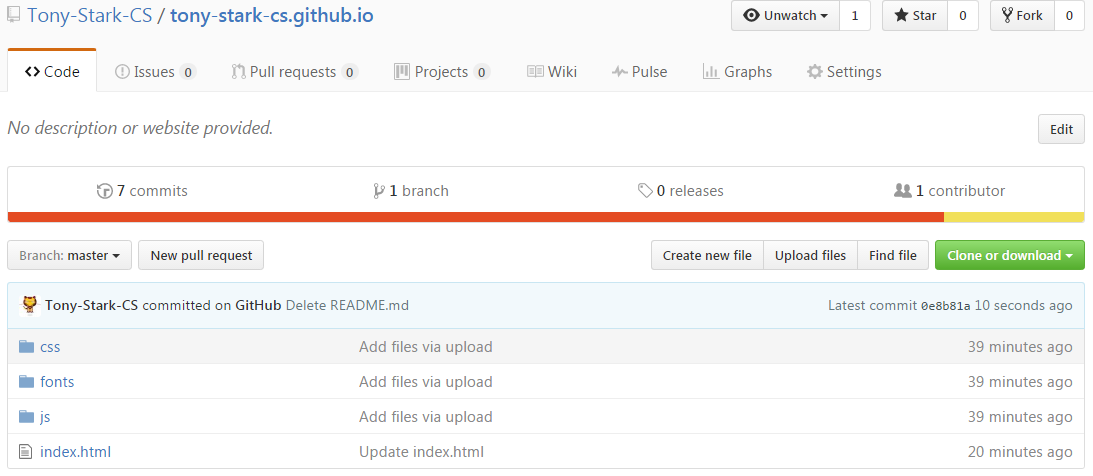 Tony-Stark-CS / tony-stark-cs.github.io Unwatch 1 Star 0 Fork 0
Code Issues 0 Pull requests 0 Projects 0 Wiki Pulse Graphs Settings
No description or website provided. Edit
7 commits 1 branch 0 releases 1 contributor
Branch: master New pull request Create new file Upload files Find file Clone or download
Tony-Stark-CS committed on GitHub Delete README.md Latest commit 0e8b81a 10 seconds ago
css Add files via upload 39 minutes ago
fonts Add files via upload 39 minutes ago
js Add files via upload 39 minutes ago
index.html Update index.html 20 minutes ago